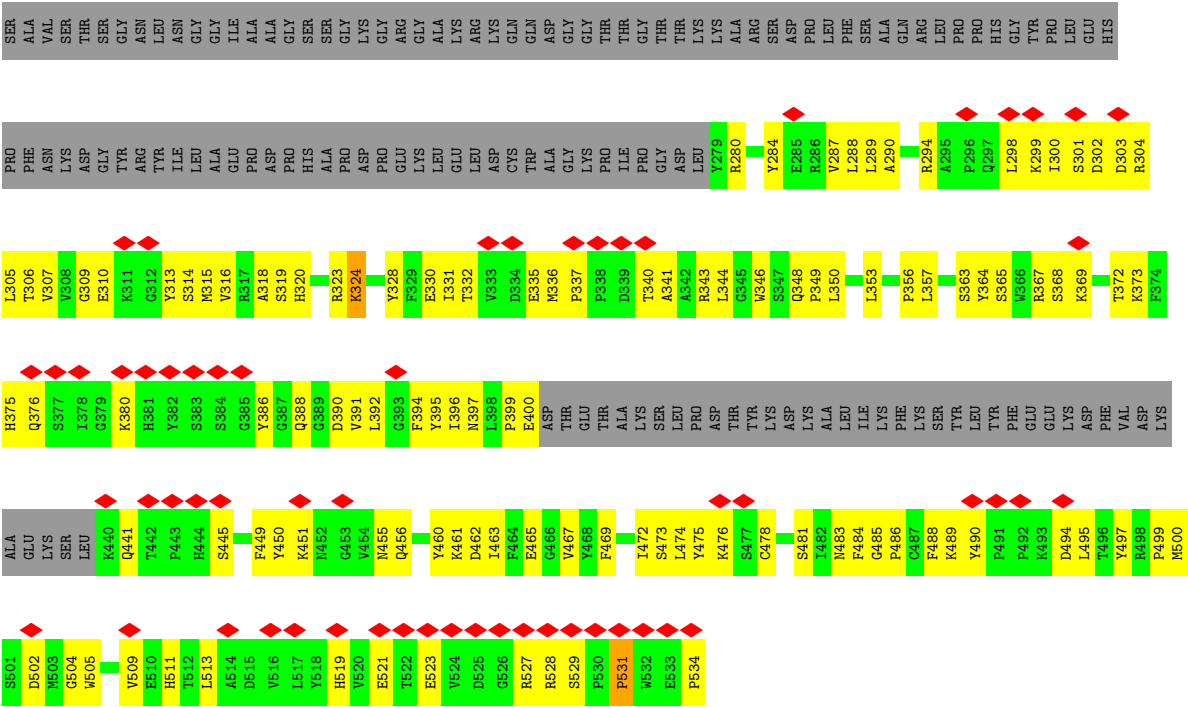 SER ALA VAL SER THR SER GLY ASN LEU ASN GLY GLY ILE ALA ALA GLY SER SER GLY LYS GLY ARG GLY ALA LYS ARG LYS GLN GLN ASP GLY GLY THR THR GLY THR THR LYS LYS ALA ARG SER ASP PRO LEU PHE SER ALA GLN ARG LEU PRO PRO HIS GLY TYR PRO LEU GLU HIS
PRO PHE ASN LYS ASP GLY TYR ARG TYR ILE LEU ALA GLU PRO ASP PRO HIS ALA PRO ASP PRO GLU LYS LEU GLU LEU ASP CYS TRP ALA GLY LYS PRO ILE PRO GLY ASP LEU Y279 R280 Y284 E285 R286 V287 L288 L289 A290 R294 A295 P296 Q297 L298 K299 I300 S301 D302 D303 R304
L305 T306 V307 V308 G309 E310 K311 G312 Y313 S314 M315 V316 R317 A318 S319 H320 R323 K324 Y328 F329 E330 I331 T332 V333 D334 E335 M336 P337 P338 D339 T340 A341 A342 R343 L344 G345 W346 S347 Q348 P349 L350 L353 P356 L357 S363 Y364 S365 W366 R367 S368 K369 T372 K373 F374
H375 Q376 S377 I378 G379 K380 H381 Y382 S383 S384 G385 Y386 G387 Q388 G389 D390 V391 L392 G393 F394 Y395 I396 N397 L398 P399 E400 ASP THR GLU THR ALA LYS SER LEU PRO ASP THR TYR LYS ASP LYS ALA LEU ILE LYS PHE LYS SER TYR LEU TYR PHE GLU GLU LYS ASP PHE VAL ASP LYS
ALA GLU LYS SER LEU K440 Q441 T442 P443 H444 S445 F449 Y450 K451 N452 G453 V454 N455 Q456 Y460 K461 D462 I463 F464 E465 G466 V467 Y468 F469 I472 S473 L474 Y475 K476 S477 C478 S481 I482 N483 F484 G485 P486 C487 F488 K489 Y490 P491 P492 K493 D494 L495 T496 Y497 R498 P499 M500
S501 D502 M503 G504 W505 V509 E510 H511 T512 L513 A514 D515 V516 L517 Y518 H519 V520 E521 T522 E523 V524 D525 G526 R527 R528 S529 P530 P531 W532 E533 P534